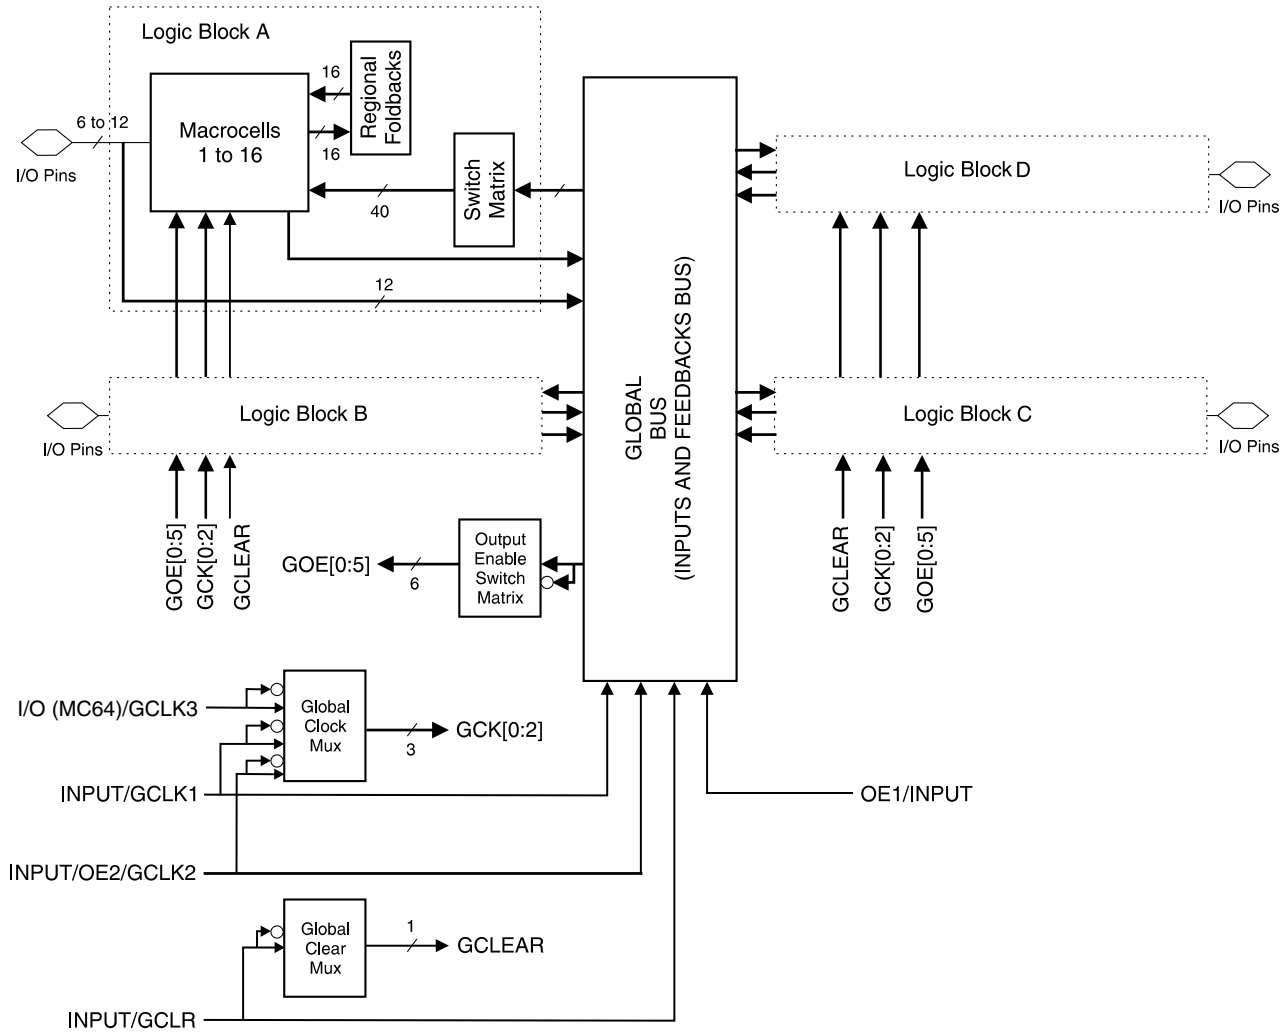 Logic Block A
16
Regional
Foldbacks
6 to 12
Macrocells
1 to 16
16
I/O Pins
Switch
Matrix
40
12
Logic Block D
I/O Pins
GLOBAL
BUS
(INPUTS AND FEEDBACKS BUS)
Logic Block B
I/O Pins
Logic Block C
I/O Pins
GOE[0:5]
GCK[0:2]
GCLEAR
GCLEAR
GCK[0:2]
GOE[0:5]
GOE[0:5]
6
Output
Enable
Switch
Matrix
I/O (MC64)/GCLK3
Global
Clock
Mux
3
GCK[0:2]
INPUT/GCLK1
OE1/INPUT
INPUT/OE2/GCLK2
Global
Clear
Mux
1
GCLEAR
INPUT/GCLR